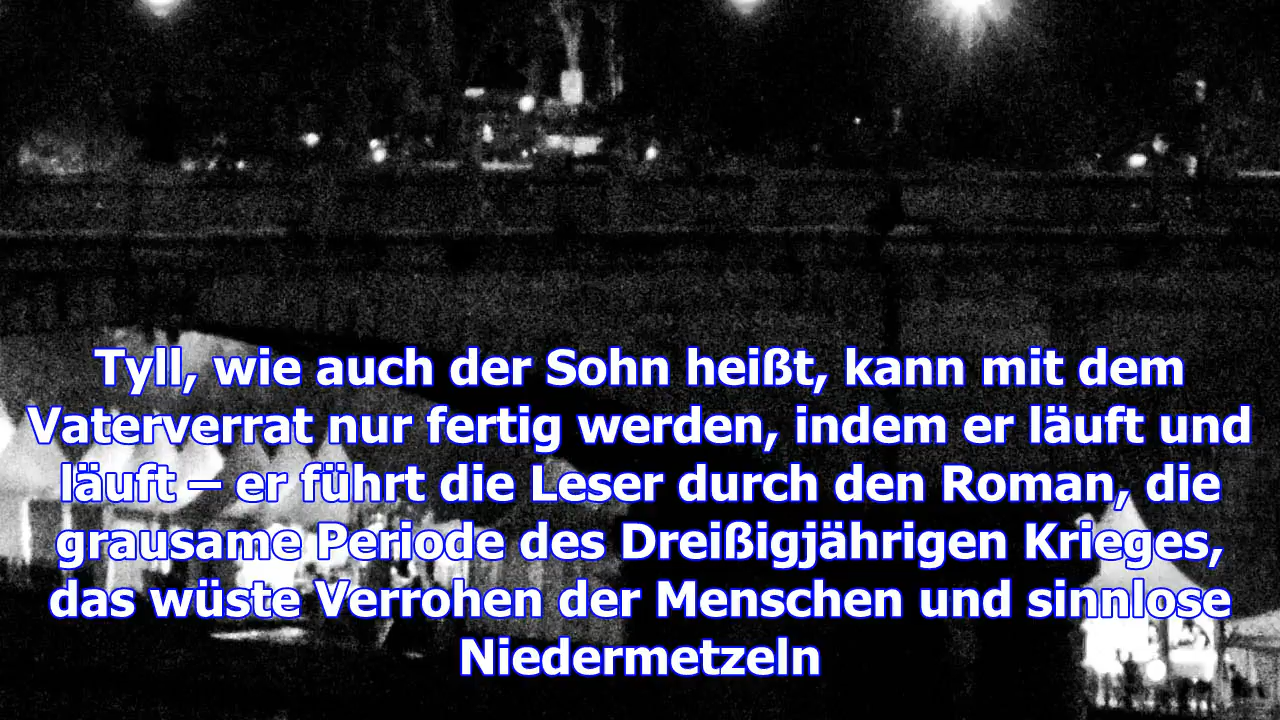 Tyll, wie auch der Sohn heißt, kann mit dem
Vaterverrat nur fertig werden, indem er läuft und
läuft – er führt die Leser durch den Roman, die
grausame Periode des Dreißigjährigen Krieges,
das wüste Verrohen der Menschen und sinnlose
Niedermetzeln